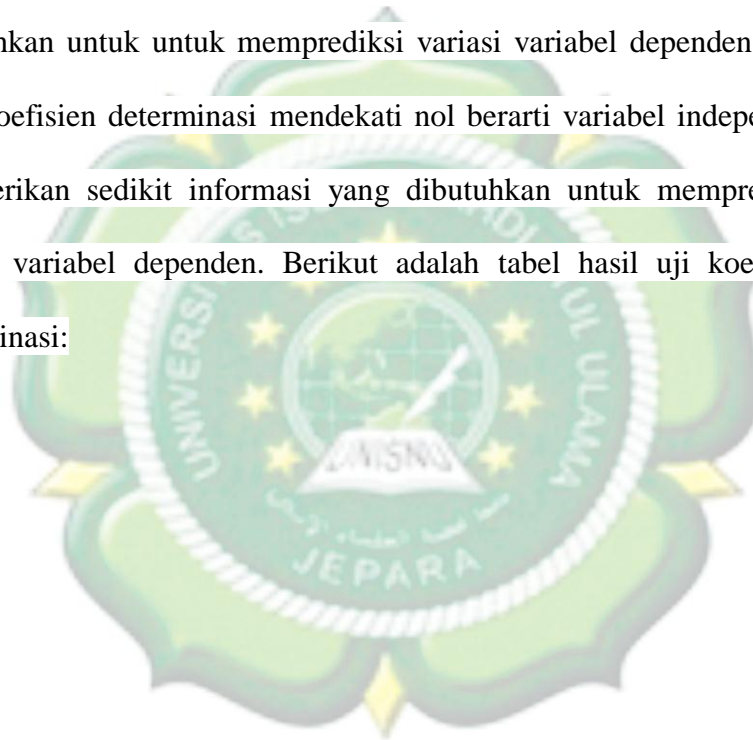 hkan untuk untuk memprediksi variasi variabel dependen
oefisien determinasi mendekati nol berarti variabel indepe
erikan sedikit informasi yang dibutuhkan untuk mempre
variabel dependen. Berikut adalah tabel hasil uji koe
inasi:
UNISNU
JEPARA